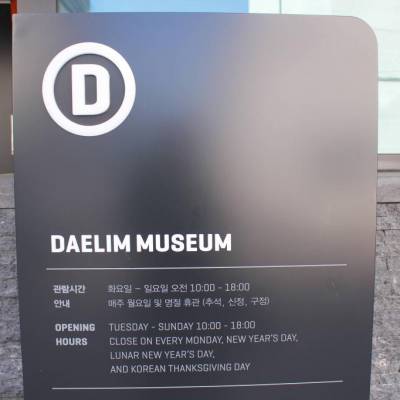 D
DAELIM MUSEUM
관람시간 화요일 – 일요일 오전 10:00 - 18:00
안내 매주 월요일 및 명절 휴관 (추석, 신정, 구정)
OPENING TUESDAY - SUNDAY 10:00 - 18:00
HOURS CLOSE ON EVERY MONDAY, NEW YEAR'S DAY,
LUNAR NEW YEAR'S DAY,
AND KOREAN THANKSGIVING DAY